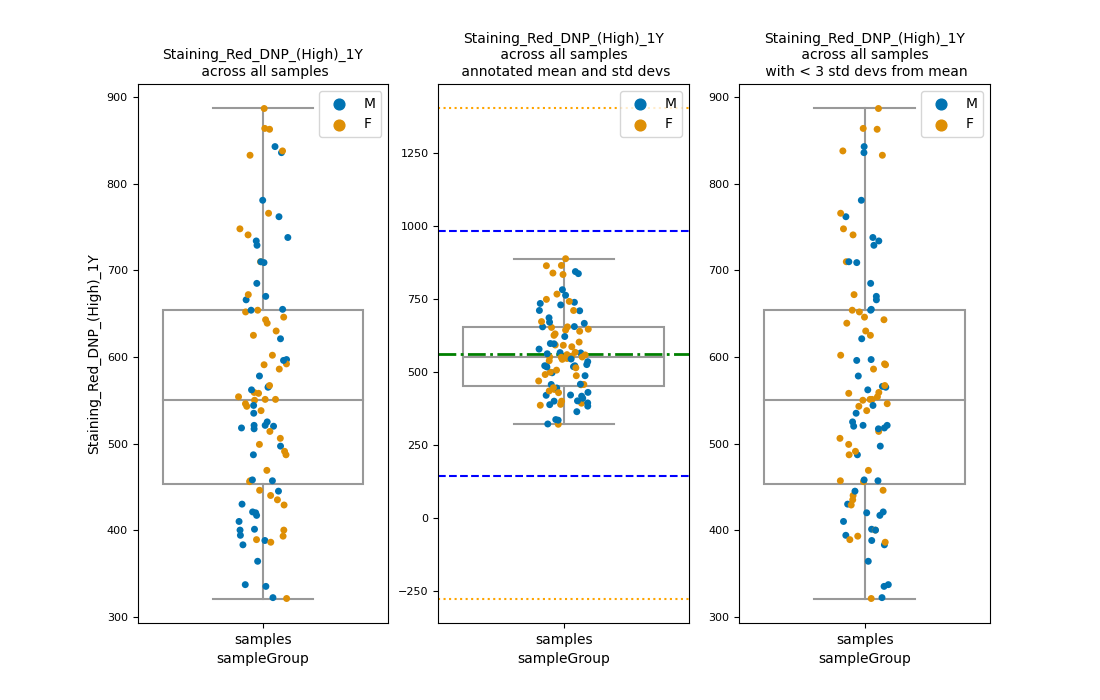 Staining_Red_DNP_(High)_1Y
across all samples
Staining_Red_DNP_(High)_1Y
900
800
700
600
500
400
300
M
F
samples
sampleGroup
Staining_Red_DNP_(High)_1Y
across all samples
annotated mean and std devs
1250
1000
750
500
250
0
−250
M
F
samples
sampleGroup
Staining_Red_DNP_(High)_1Y
across all samples
with < 3 std devs from mean
900
800
700
600
500
400
300
M
F
samples
sampleGroup